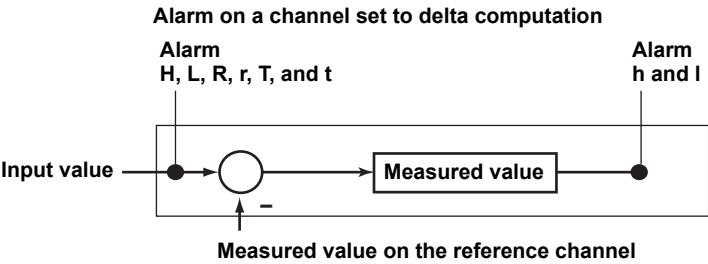 Alarm on a channel set to delta computation
Alarm
H, L, R, r, T, and t
Alarm
h and l
Input value
Measured value
–
Measured value on the reference channel